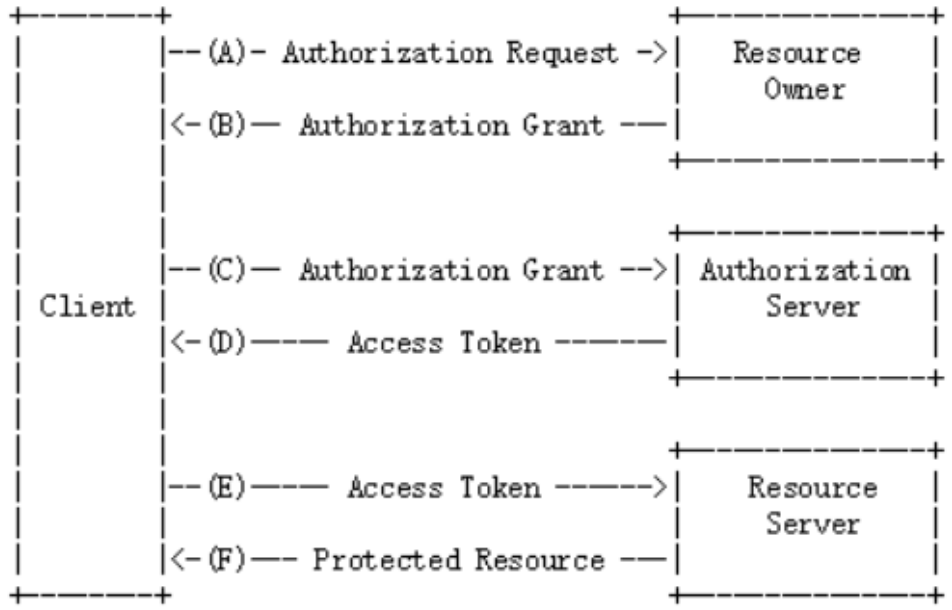 +--------+                               +---------------+
|        |--(A)- Authorization Request ->|   Resource    |
|        |                               |     Owner     |
|        |<-(B)-- Authorization Grant ---|               |
|        |                               +---------------+
|        |
|        |                               +---------------+
|        |--(C)-- Authorization Grant -->| Authorization |
| Client |                               |     Server    |
|        |<-(D)----- Access Token -------|               |
|        |                               +---------------+
|        |
|        |                               +---------------+
|        |--(E)----- Access Token ------>|    Resource   |
|        |                               |     Server    |
|        |<-(F)--- Protected Resource ---|               |
+--------+                               +---------------+